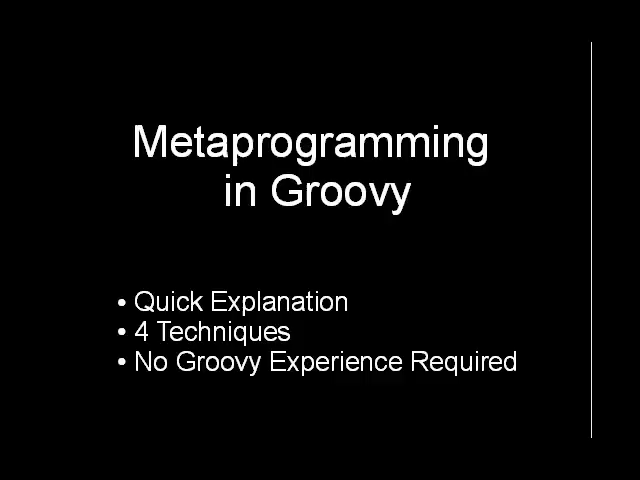 Metaprogramming
in Groovy
• Quick Explanation
• 4 Techniques
• No Groovy Experience Required